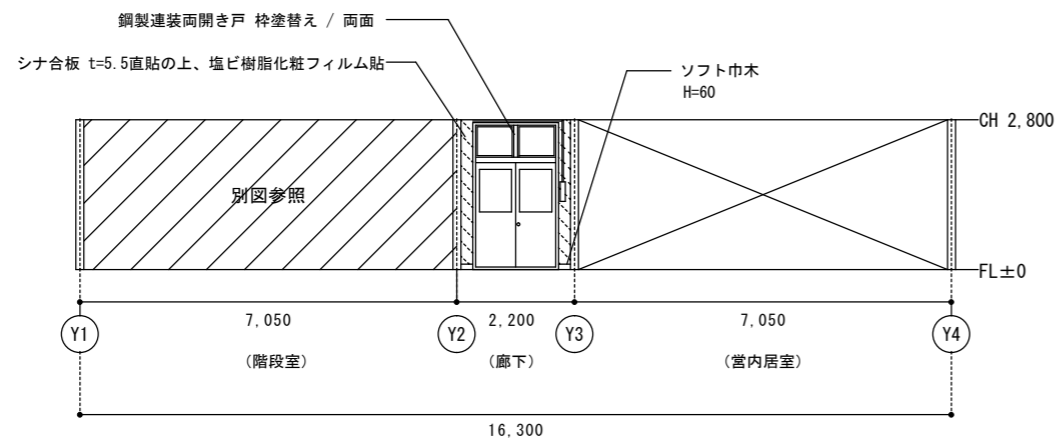 鋼製連装両開き戸 枠塗替え / 両面
シナ合板 t=5.5直貼の上、塩ビ樹脂化粧フィルム貼
ソフト巾木
H=60
CH 2,800
別図参照
FL±0
7,050
2,200
7,050
Y1
Y2
Y3
Y4
(階段室)
(廊下)
(営内居室)
16,300